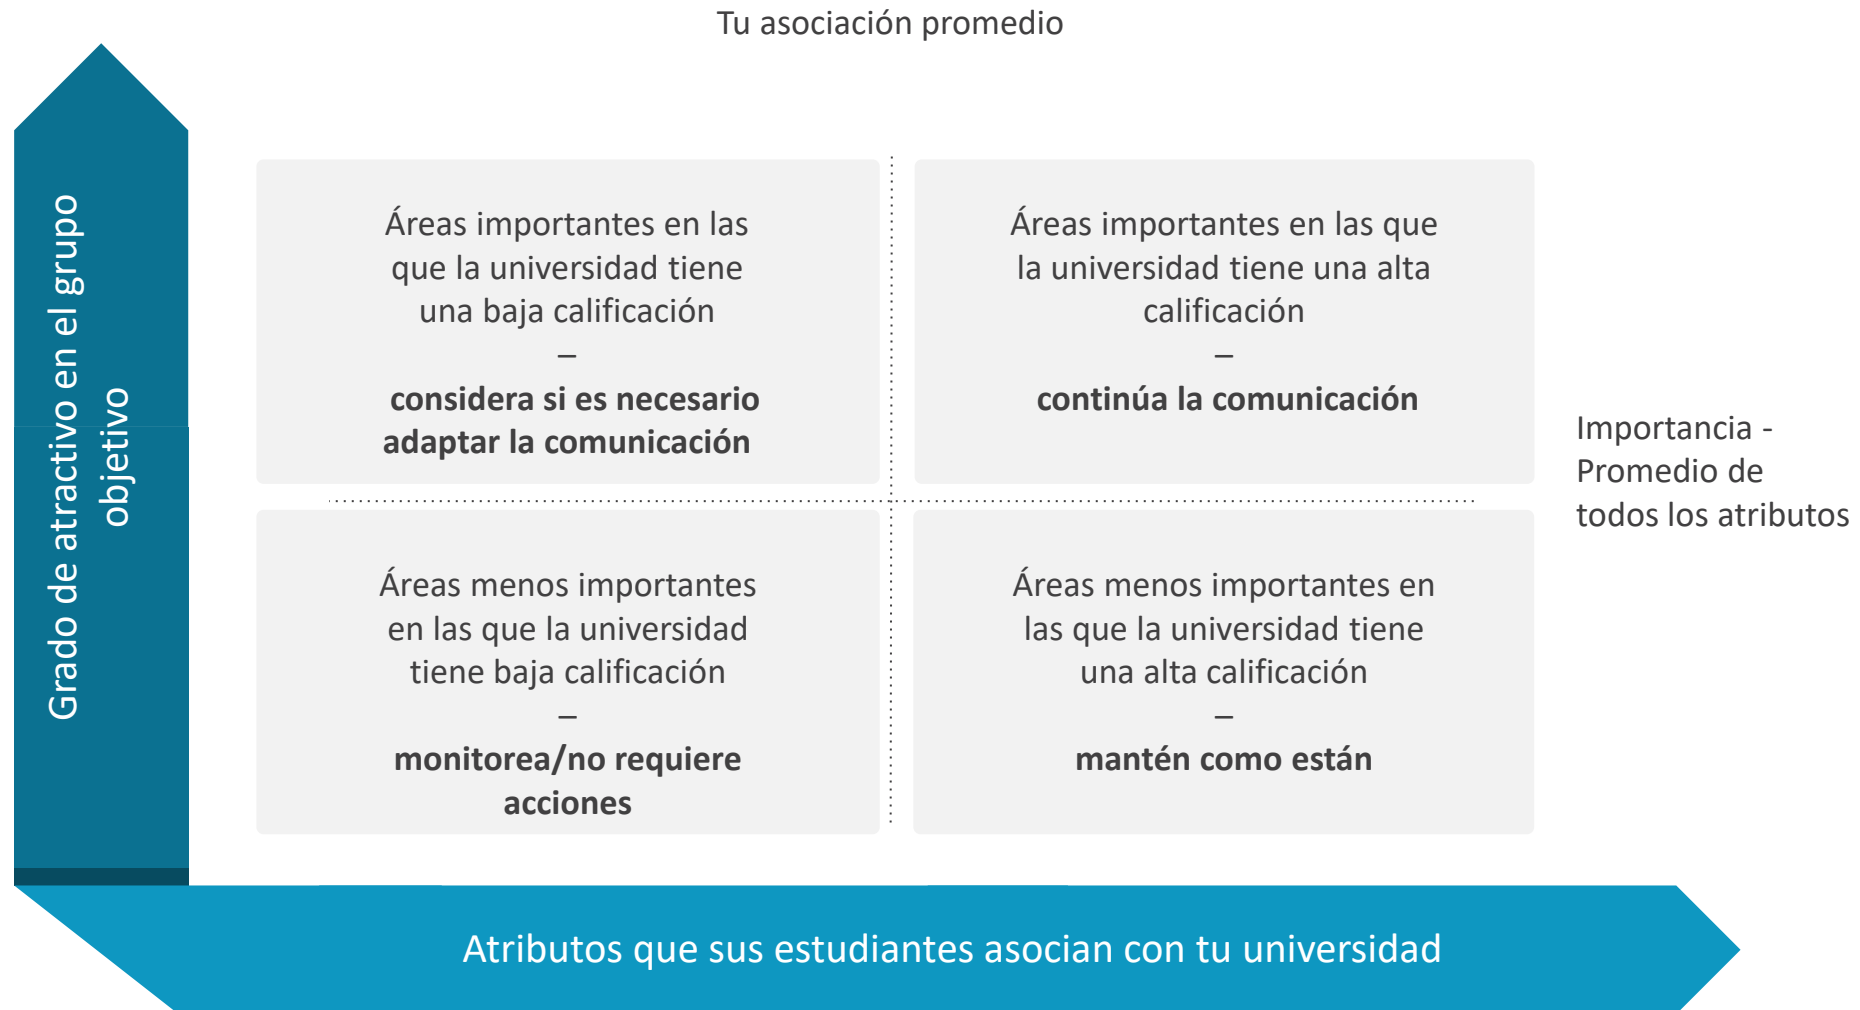 Tu asociación promedio
Grado de atractivo en el grupo
objetivo
Áreas importantes en las
que la universidad tiene
una baja calificación
–
considera si es necesario
adaptar la comunicación
Áreas importantes en las que
la universidad tiene una alta
calificación
–
continúa la comunicación
Importancia -
Promedio de
todos los atributos
Áreas menos importantes
en las que la universidad
tiene baja calificación
–
monitorea/no requiere
acciones
Áreas menos importantes en
las que la universidad tiene
una alta calificación
–
mantén como están
Atributos que sus estudiantes asocian con tu universidad